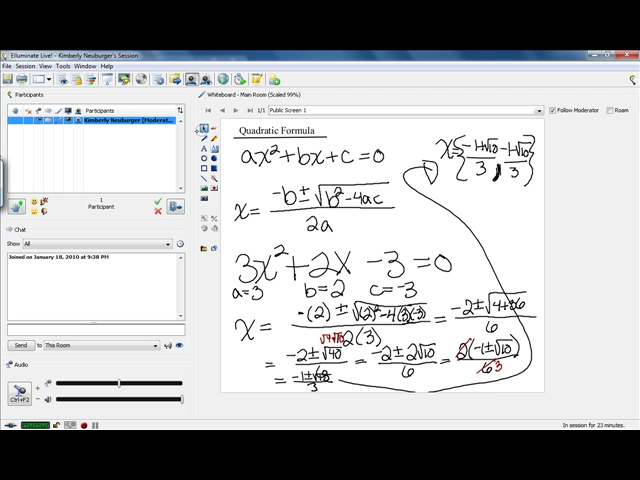 Elluminate Live! - Kimberly Neuburger's Session
File Session View Tools Window Help
Participants
Participants
Kimberly Neuburger (Moderat...
1
Participant
Chat
Show All
Joined on January 18, 2010 at 9:38 PM
Send to This Room
Audio
Ctrl+F2
Whiteboard - Main Room (Scaled 99%)
1/1 Public Screen 1 Follow Moderator Roam
Quadratic Formula
ax²+bx+c=0
x={(-1+√10)/3, (-1-√10)/3}
x= (-b±√(b²-4ac))/2a
3x²+2x-3=0
a=3 b=2 c=-3
x= (-(2)±√((2)²-4(3)(-3)))/2(3) = (-2±√(4+36))/6
= (-2±√40)/6 = (-2±2√10)/6 = 2(-1±√10)/6 3
= (-1±√10)/3
In session for 23 minutes.